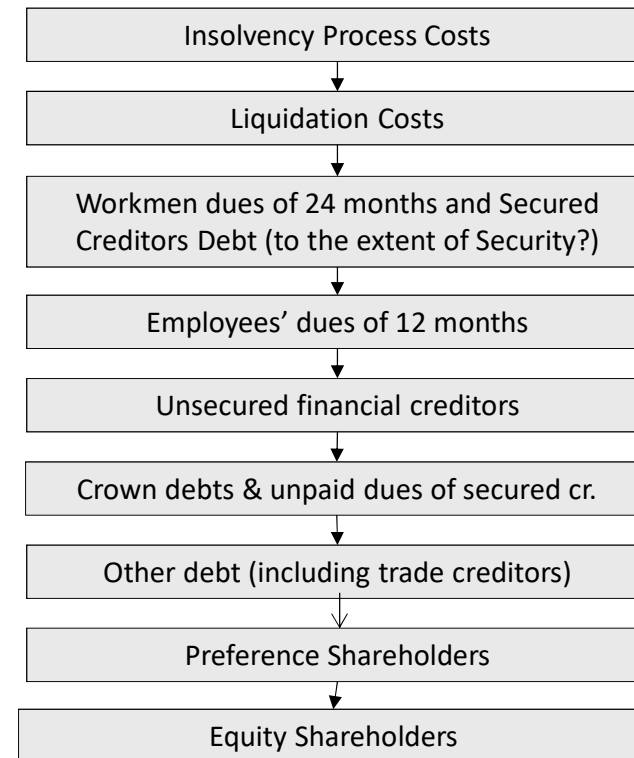 Insolvency Process Costs
Liquidation Costs
Workmen dues of 24 months and Secured
Creditors Debt (to the extent of Security?)
Employees’ dues of 12 months
Unsecured financial creditors
Crown debts & unpaid dues of secured cr.
Other debt (including trade creditors)
Preference Shareholders
Equity Shareholders